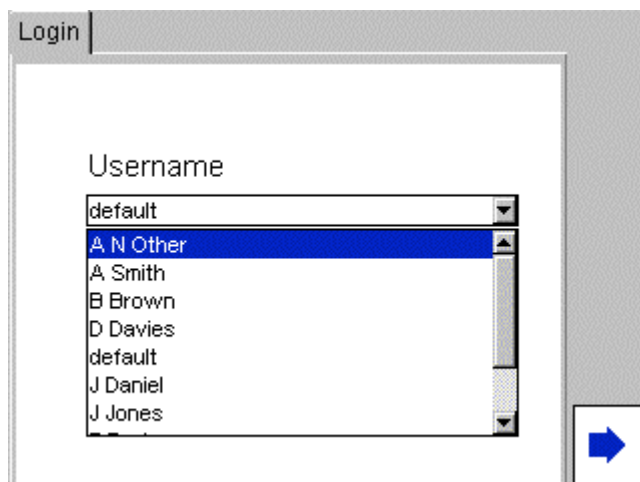 Login
Username
default
A N Other
A Smith
B Brown
D Davies
default
J Daniel
J Jones